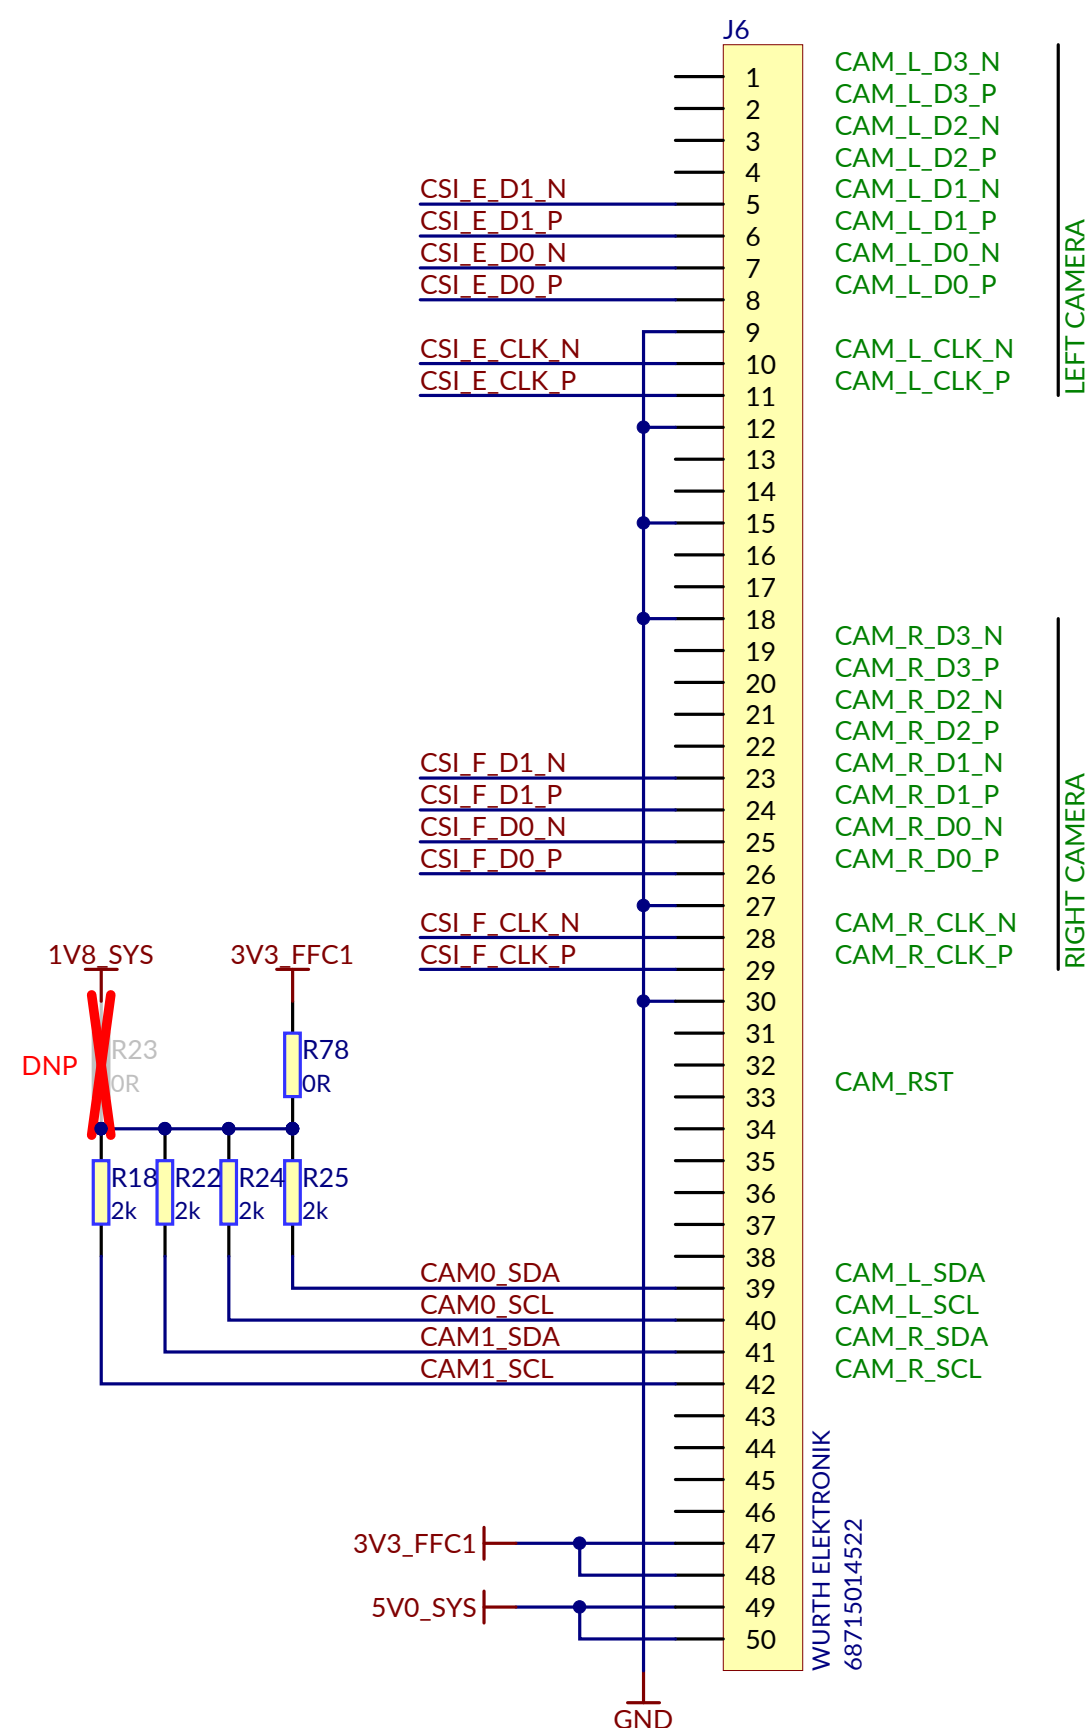 J6
1 CAM_L_D3_N
2 CAM_L_D3_P
3 CAM_L_D2_N
4 CAM_L_D2_P
CSI_E_D1_N 5 CAM_L_D1_N
CSI_E_D1_P 6 CAM_L_D1_P
CSI_E_D0_N 7 CAM_L_D0_N
CSI_E_D0_P 8 CAM_L_D0_P
9
CSI_E_CLK_N 10 CAM_L_CLK_N
CSI_E_CLK_P 11 CAM_L_CLK_P
LEFT CAMERA
12
13
14
15
16
17
18
19 CAM_R_D3_N
20 CAM_R_D3_P
21 CAM_R_D2_N
22 CAM_R_D2_P
CSI_F_D1_N 23 CAM_R_D1_N
CSI_F_D1_P 24 CAM_R_D1_P
CSI_F_D0_N 25 CAM_R_D0_N
CSI_F_D0_P 26 CAM_R_D0_P
27
CSI_F_CLK_N 28 CAM_R_CLK_N
CSI_F_CLK_P 29 CAM_R_CLK_P
RIGHT CAMERA
30
31
32
33 CAM_RST
34
35
36
37
38
1V8_SYS 3V3_FFC1
DNP
R23
0R
R78
0R
R18
2k
R22
2k
R24
2k
R25
2k
CAM0_SDA 39 CAM_L_SDA
CAM0_SCL 40 CAM_L_SCL
CAM1_SDA 41 CAM_R_SDA
CAM1_SCL 42 CAM_R_SCL
43
44
45
46
3V3_FFC1 47
48
5V0_SYS 49
50
WURTH ELEKTRONIK
68715014522
GND